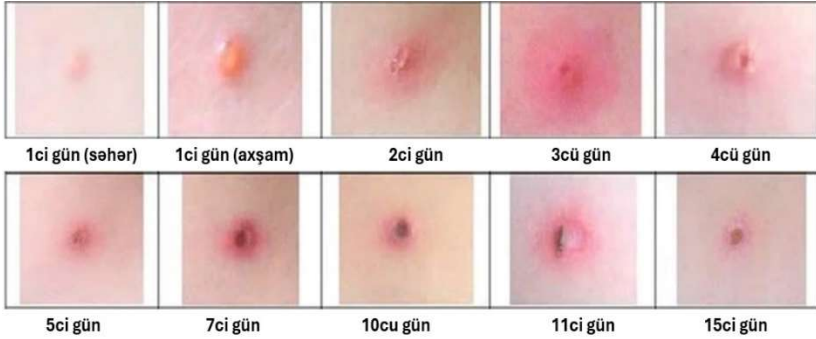 1ci gün (səhər)
1ci gün (axşam)
2ci gün
3cü gün
4cü gün
5ci gün
7ci gün
10cu gün
11ci gün
15ci gün